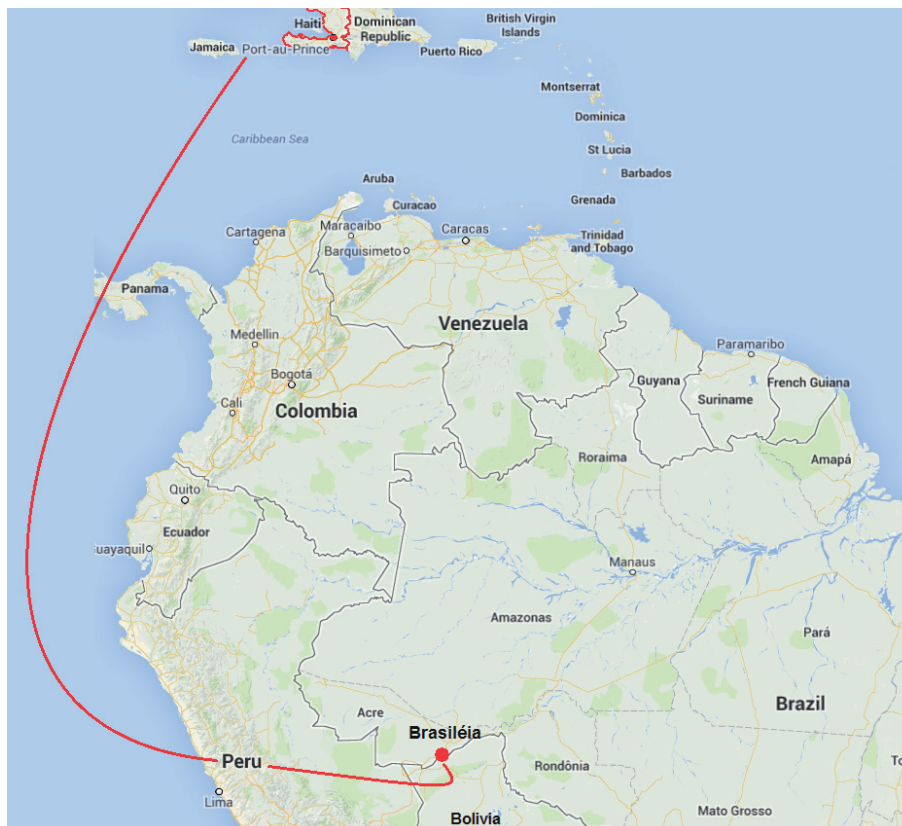 British Virgin
Islands
Haiti
Dominican
Republic
Jamaica
Port-au-Prince
Puerto Rico
Montserrat
Dominica
Caribbean Sea
St Lucia
Barbados
Aruba
Curacao
Grenada
Cartagena
Maracaibo
Caracas
Trinidad
and Tobago
Barquisimeto
Panama
Medellin
Venezuela
Paramaribo
Bogotá
Guyana
French Guiana
Suriname
Cali
Colombia
Roraima
Amapá
Quito
Ecuador
uayaquil
Manaus
Amazonas
Pará
Acre
Brasiléia
Brazil
Peru
Rondônia
To
Lima
Mato Grosso
Bolivia